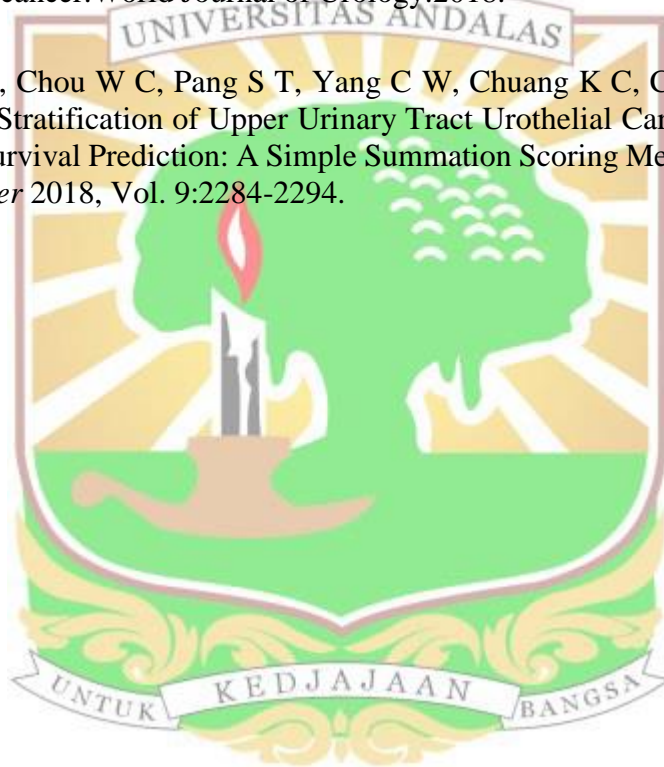 cancer.World Journal of Urology.2018.
UNIVERSITAS ANDALAS
, Chou W C, Pang S T, Yang C W, Chuang K C, C
Stratification of Upper Urinary Tract Urothelial Car
urvival Prediction: A Simple Summation Scoring Me
er 2018, Vol. 9:2284-2294.
UNTUK KEDJAJAAN BANGSA